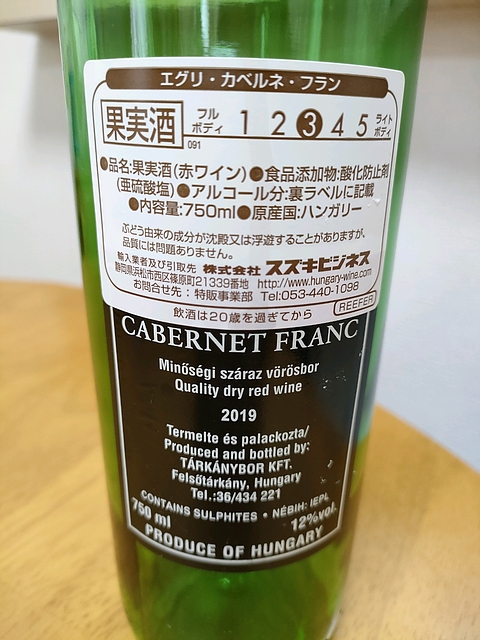 エグリ・カベルネ・フラン
果実酒 フルボディ 1 2 3 4 5 ライトボディ
091
●品名:果実酒(赤ワイン)●食品添加物:酸化防止剤
(亜硫酸塩)●アルコール分:裏ラベルに記載
●内容量:750ml●原産国:ハンガリー
ぶどう由来の成分が沈殿又は浮遊することがありますが、
品質には問題ありません。
輸入業者及び引取先 株式会社 スズキビジネス
静岡県浜松市西区篠原町21339番地 http://www.hungary-wine.com
お問合せ先:特販事業部 Tel:053-440-1098
REEFER
飲酒は20歳を過ぎてから
CABERNET FRANC
Minőségi száraz vörösbor
Quality dry red wine
2019
Termelte és palackozta/
Produced and bottled by:
TÁRKÁNYBOR KFT.
Felsőtárkány, Hungary
Tel.:36/434 221
CONTAINS SULPHITES • NÉBIH: IEPL
750 ml 12%vol.
PRODUCE OF HUNGARY